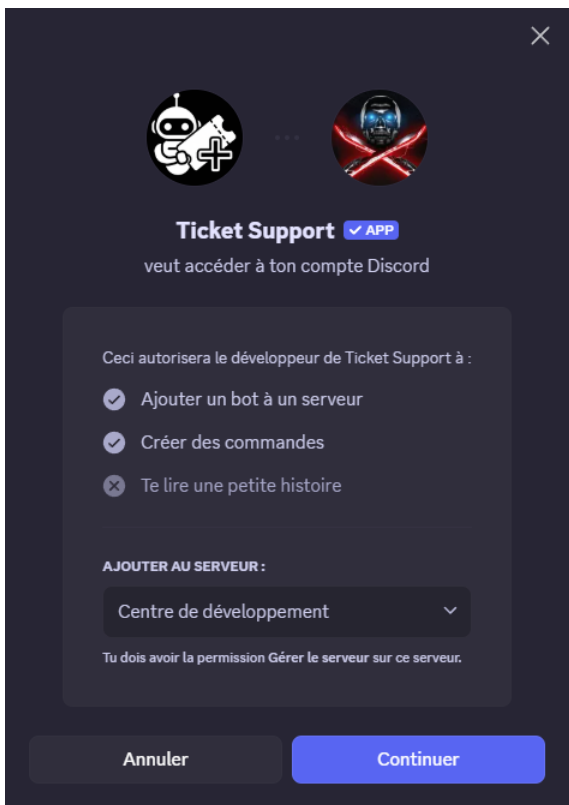 Ticket Support APP
veut accéder à ton compte Discord
Ceci autorisera le développeur de Ticket Support à :
Ajouter un bot à un serveur
Créer des commandes
Te lire une petite histoire
AJOUTER AU SERVEUR :
Centre de développement
Tu dois avoir la permission Gérer le serveur sur ce serveur.
Annuler
Continuer